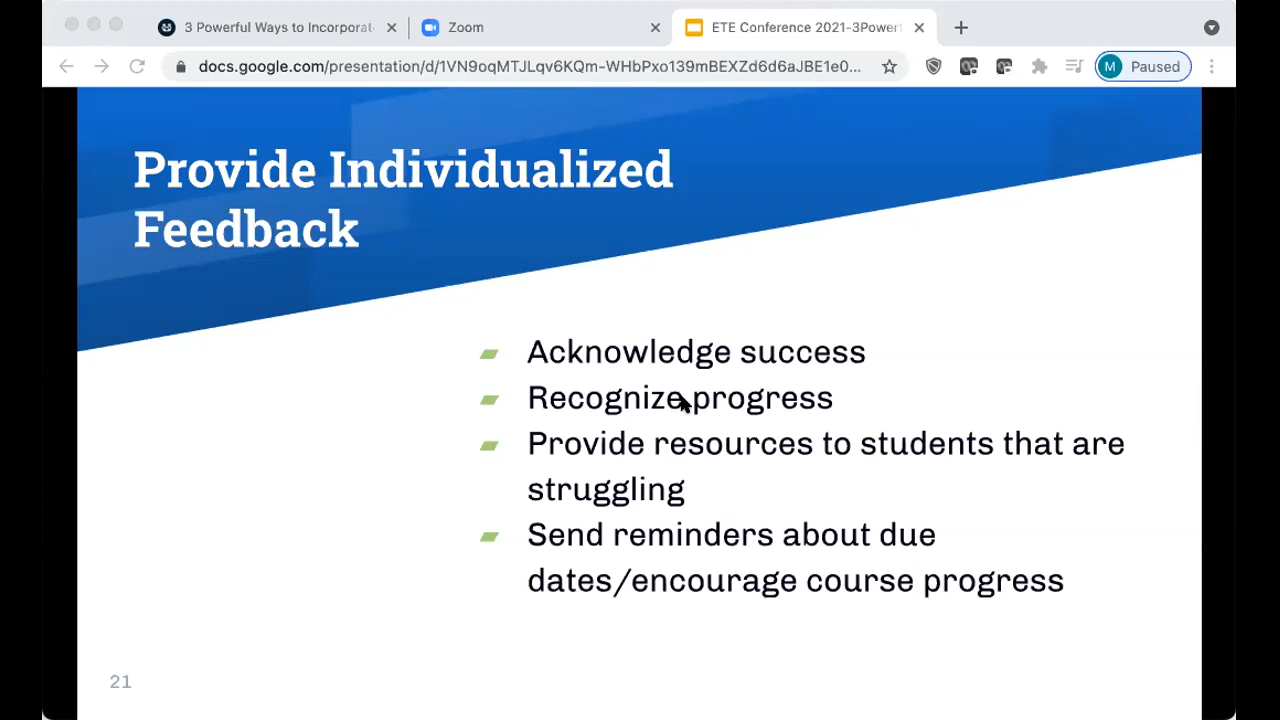 3 Powerful Ways to Incorporat
Zoom
ETE Conference 2021-3Powerf
docs.google.com/presentation/d/1VN9oqMTJLqv6KQm-WHbPxo139mBEXZd6d6aJBE1e0...
M Paused
Provide Individualized
Feedback
Acknowledge success
Recognize progress
Provide resources to students that are
struggling
Send reminders about due
dates/encourage course progress
21